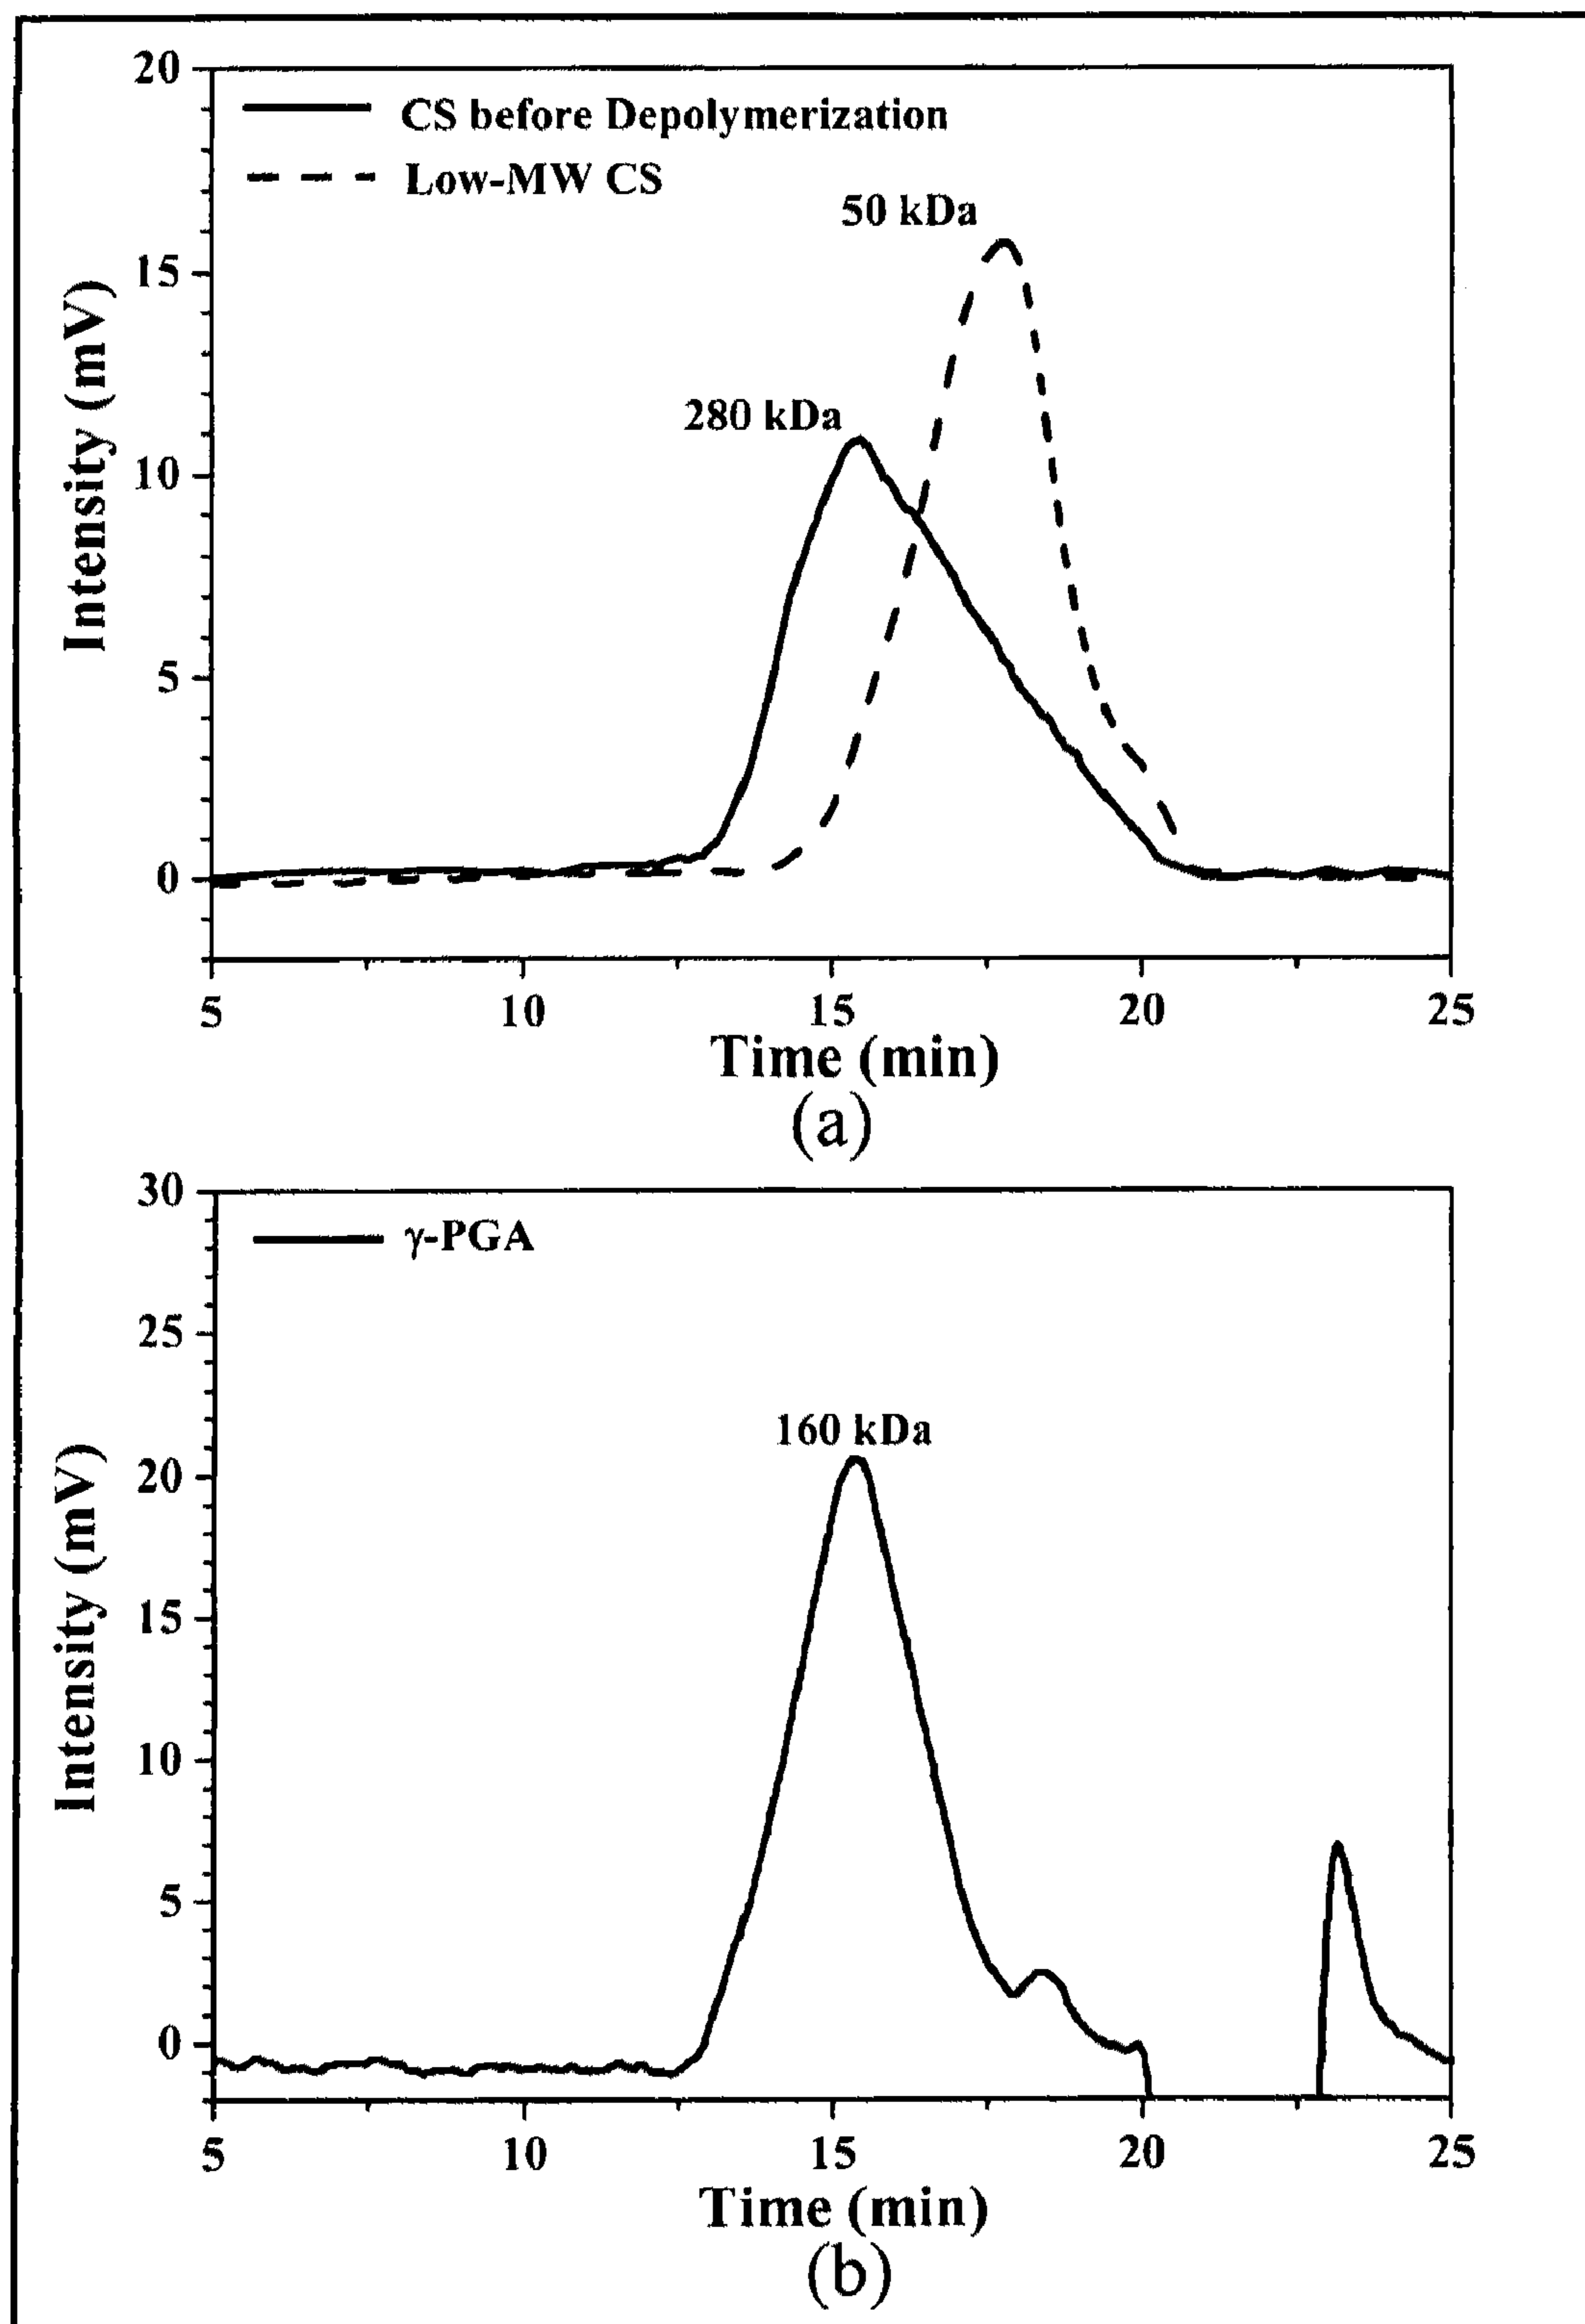 20
CS before Depolymerization
Low-MW CS
50 kDa
15
280 kDa
10
5
0
Intensity (mV)
5 10 15 20 25
Time (min)
(a)
30
γ-PGA
25
160 kDa
20
15
10
5
0
Intensity (mV)
5 10 15 20 25
Time (min)
(b)